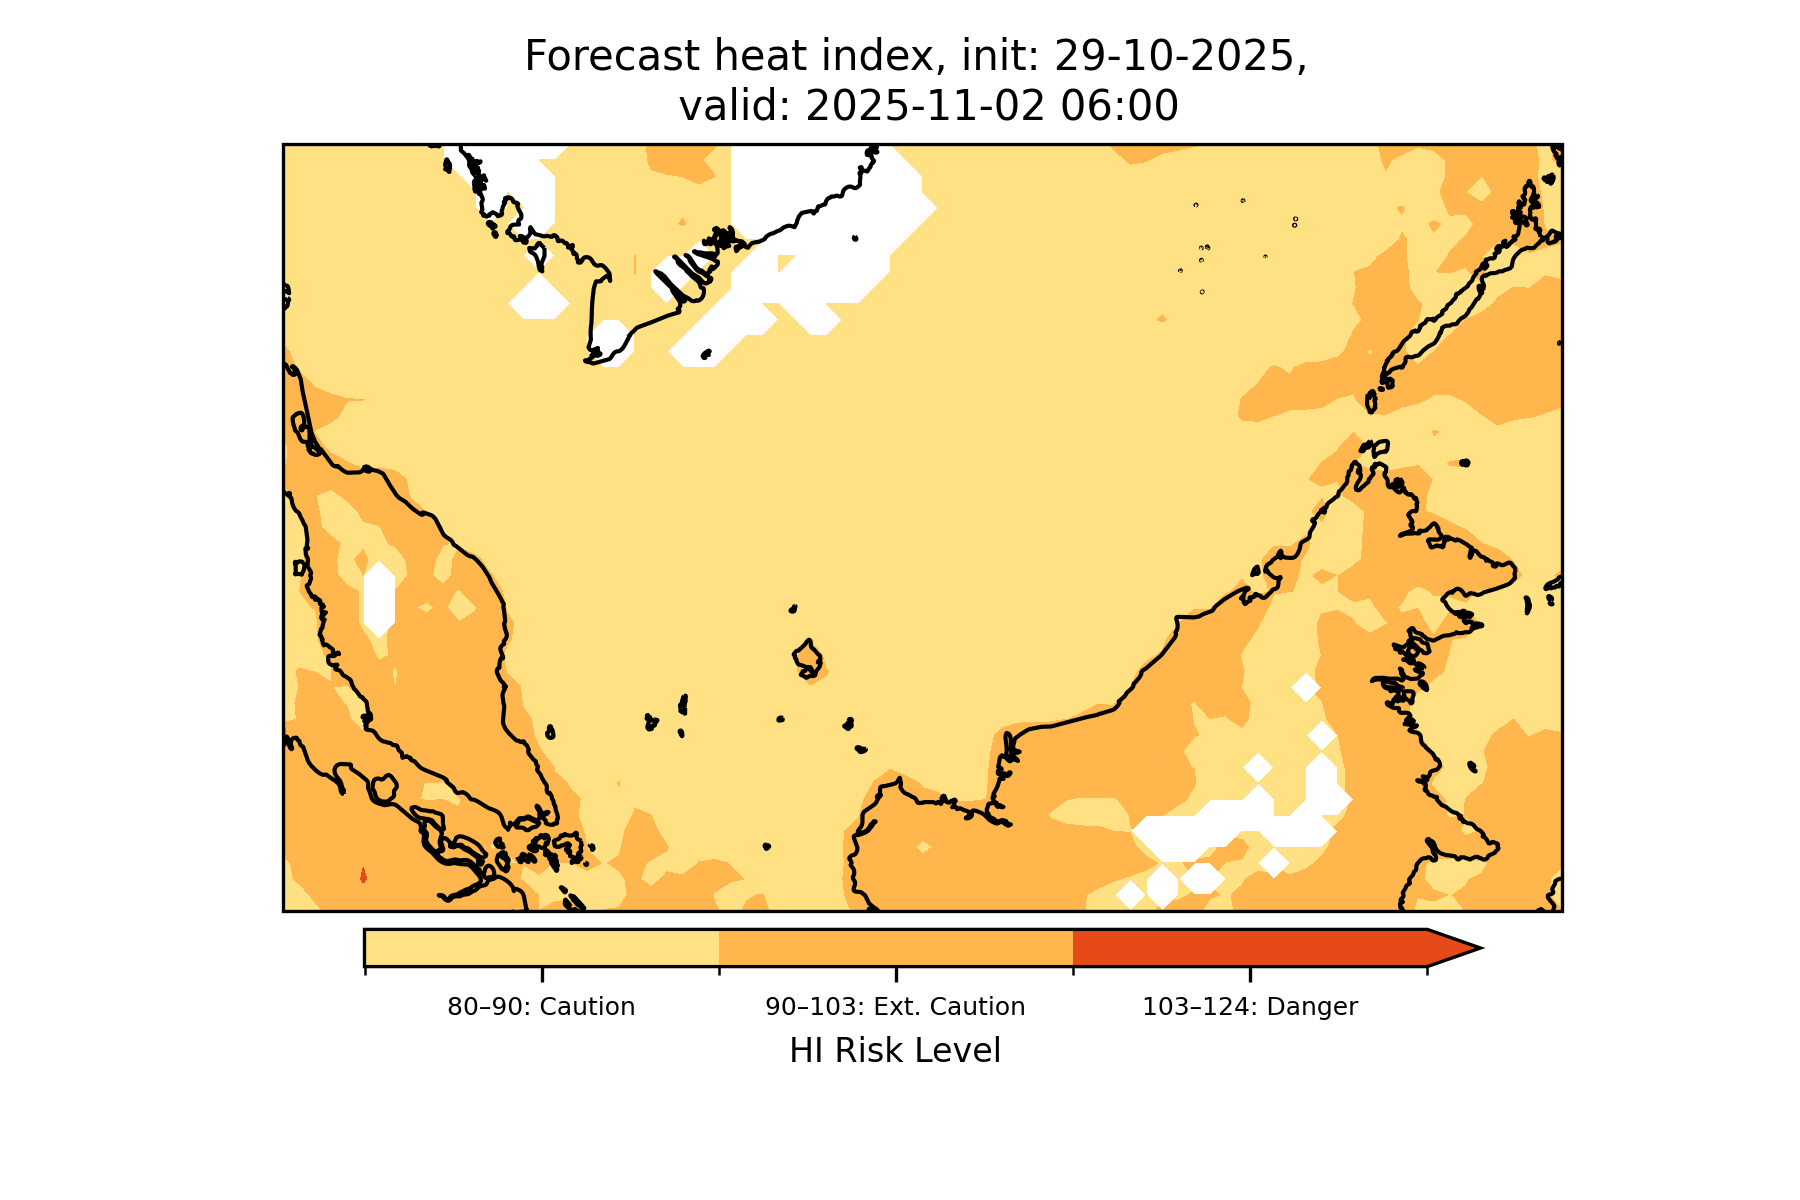 Forecast heat index, init: 29-10-2025,
valid: 2025-11-02 06:00
80–90: Caution
90–103: Ext. Caution
103–124: Danger
HI Risk Level